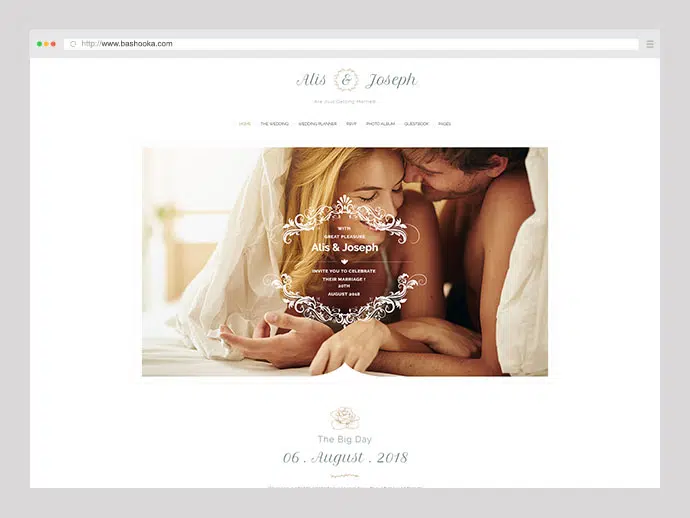 http://www.bashooka.com
Alis & Joseph
Are Just Getting Married
HOME THE WEDDING WEDDING PLANNER RSVP PHOTO ALBUM GUESTBOOK PAGES
WITH
GREAT PLEASURE
Alis & Joseph
INVITE YOU TO CELEBRATE
THEIR MARRIAGE !
20TH
AUGUST 2018
The Big Day
06 . August . 2018